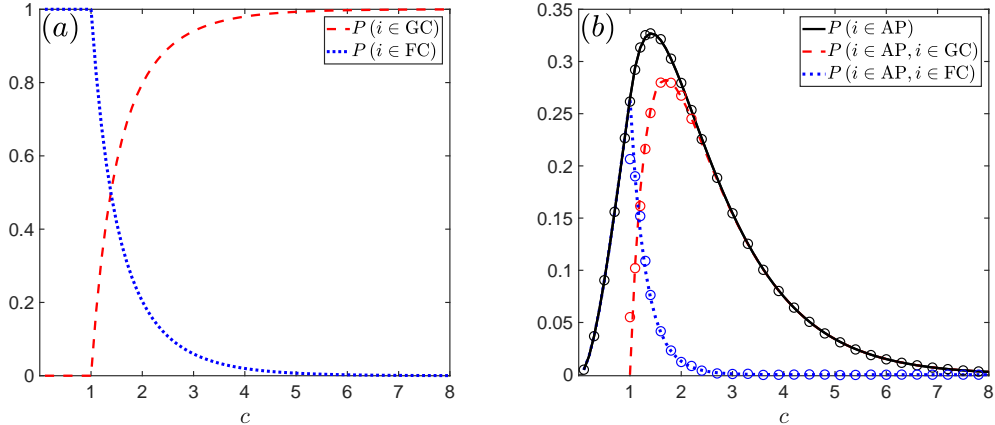 (a)
P (i ∈ GC)
P (i ∈ FC)
1
0.8
0.6
0.4
0.2
0
0 1 2 3 4 5 6 7 8
c
(b)
P (i ∈ AP)
P (i ∈ AP, i ∈ GC)
P (i ∈ AP, i ∈ FC)
0.35
0.3
0.25
0.2
0.15
0.1
0.05
0
0 1 2 3 4 5 6 7 8
c